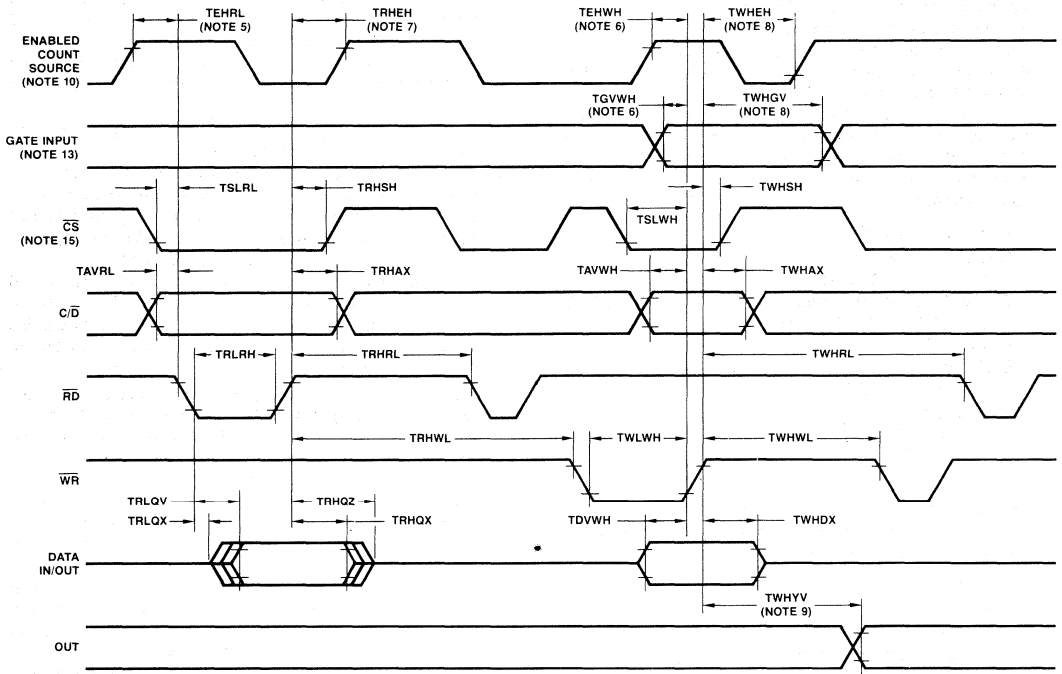 TEHRL
(NOTE 5)
TRHEH
(NOTE 7)
TEHWH
(NOTE 6)
TWHEH
(NOTE 8)
ENABLED
COUNT
SOURCE
(NOTE 10)
TGVWH
(NOTE 6)
TWHGV
(NOTE 8)
GATE INPUT
(NOTE 13)
TSLRL
TRHSH
TSLWH
TWHSH
CS
(NOTE 15)
TAVRL
TRHAX
TAVWH
TWHAX
C/D
TRLRH
TRHRL
TWHRL
RD
TRHWL
TWLWH
TWHWL
WR
TRLQV
TRHQZ
TRLQX
TRHQX
TDVWH
TWHDX
DATA
IN/OUT
TWHYV
(NOTE 9)
OUT